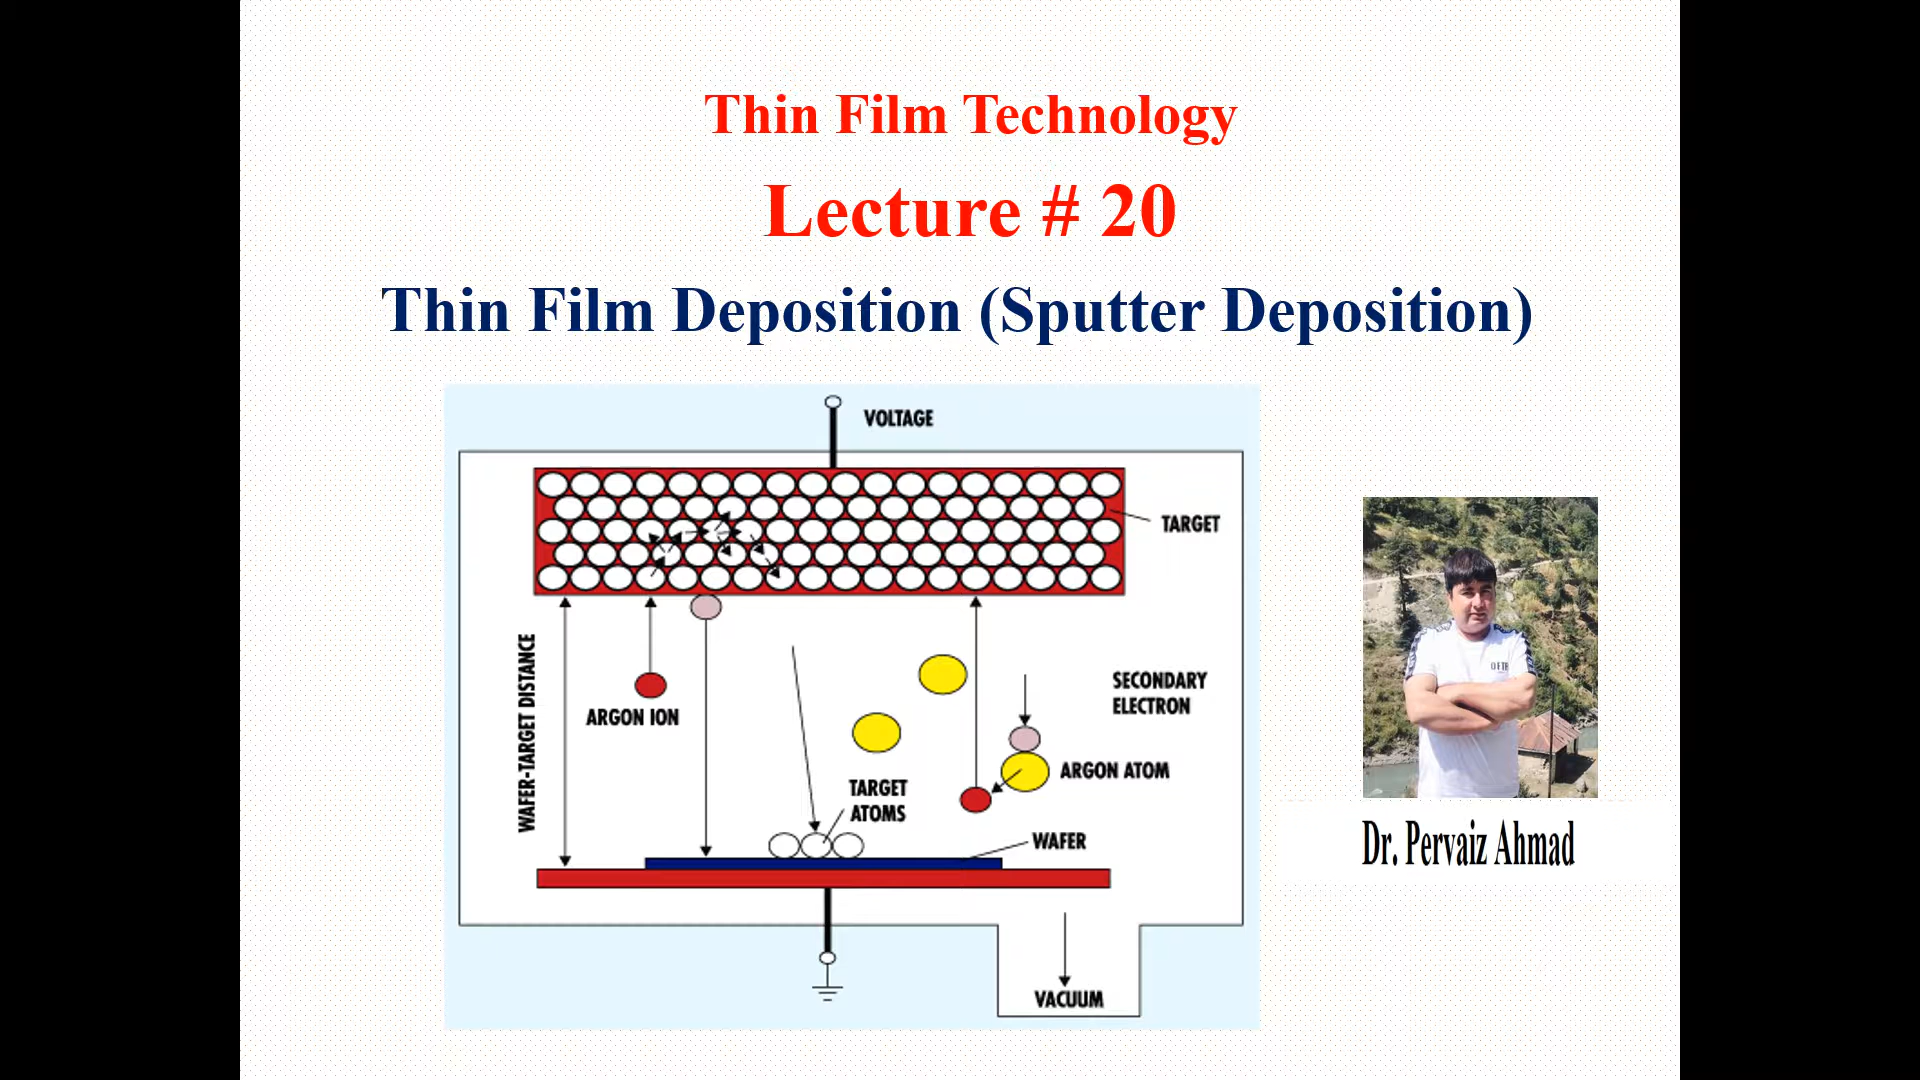 Thin Film Technology
Lecture # 20
Thin Film Deposition (Sputter Deposition)
VOLTAGE
TARGET
WAFER-TARGET DISTANCE
ARGON ION
SECONDARY
ELECTRON
ARGON ATOM
TARGET
ATOMS
WAFER
VACUUM
Dr. Pervaiz Ahmad